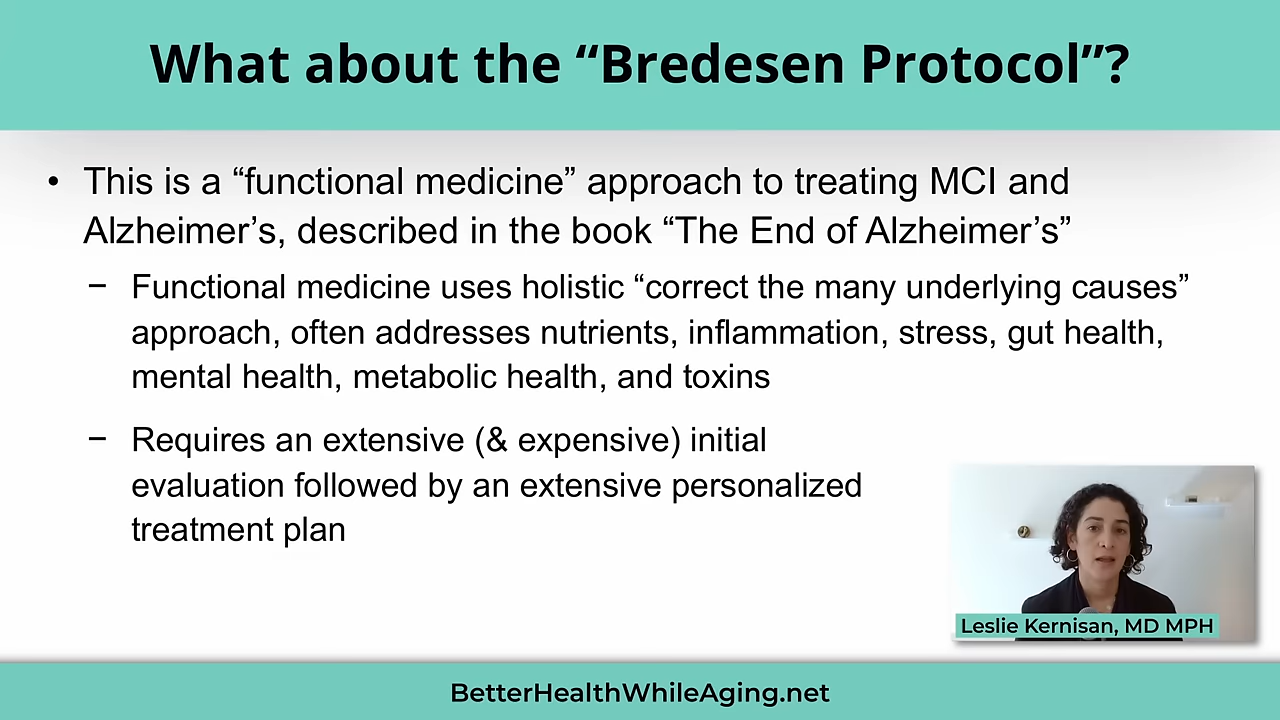 What about the “Bredesen Protocol”?
• This is a “functional medicine” approach to treating MCI and
Alzheimer’s, described in the book “The End of Alzheimer’s”
− Functional medicine uses holistic “correct the many underlying causes”
approach, often addresses nutrients, inflammation, stress, gut health,
mental health, metabolic health, and toxins
− Requires an extensive (& expensive) initial
evaluation followed by an extensive personalized
treatment plan
Leslie Kernisan, MD MPH
BetterHealthWhileAging.net